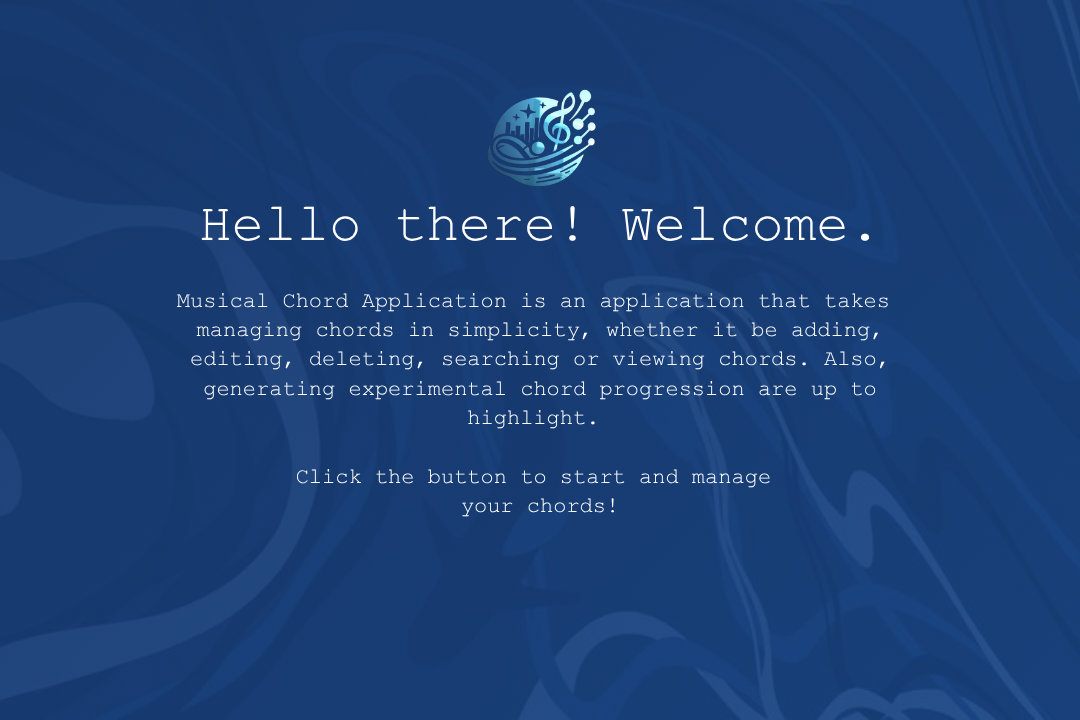 Hello there! Welcome.
Musical Chord Application is an application that takes
managing chords in simplicity, whether it be adding,
editing, deleting, searching or viewing chords. Also,
generating experimental chord progression are up to
highlight.
Click the button to start and manage
your chords!